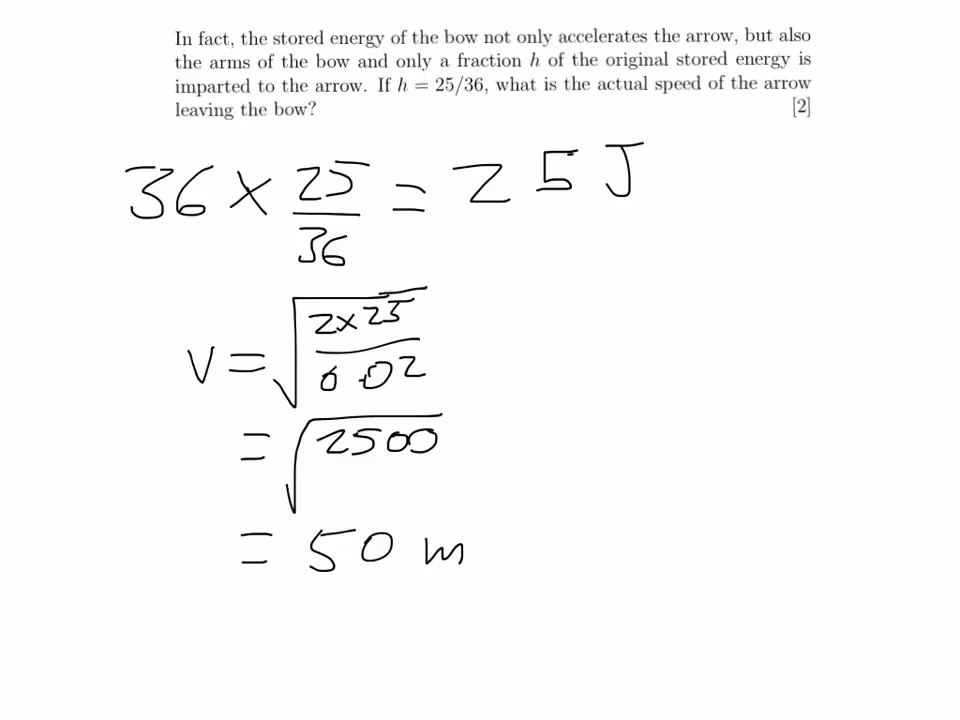 In fact, the stored energy of the bow not only accelerates the arrow, but also
the arms of the bow and only a fraction h of the original stored energy is
imparted to the arrow. If h = 25/36, what is the actual speed of the arrow
leaving the bow? [2]
36 × 25/36 = 25 J
v = √(2×25/0.02)
= √2500
= 50 m